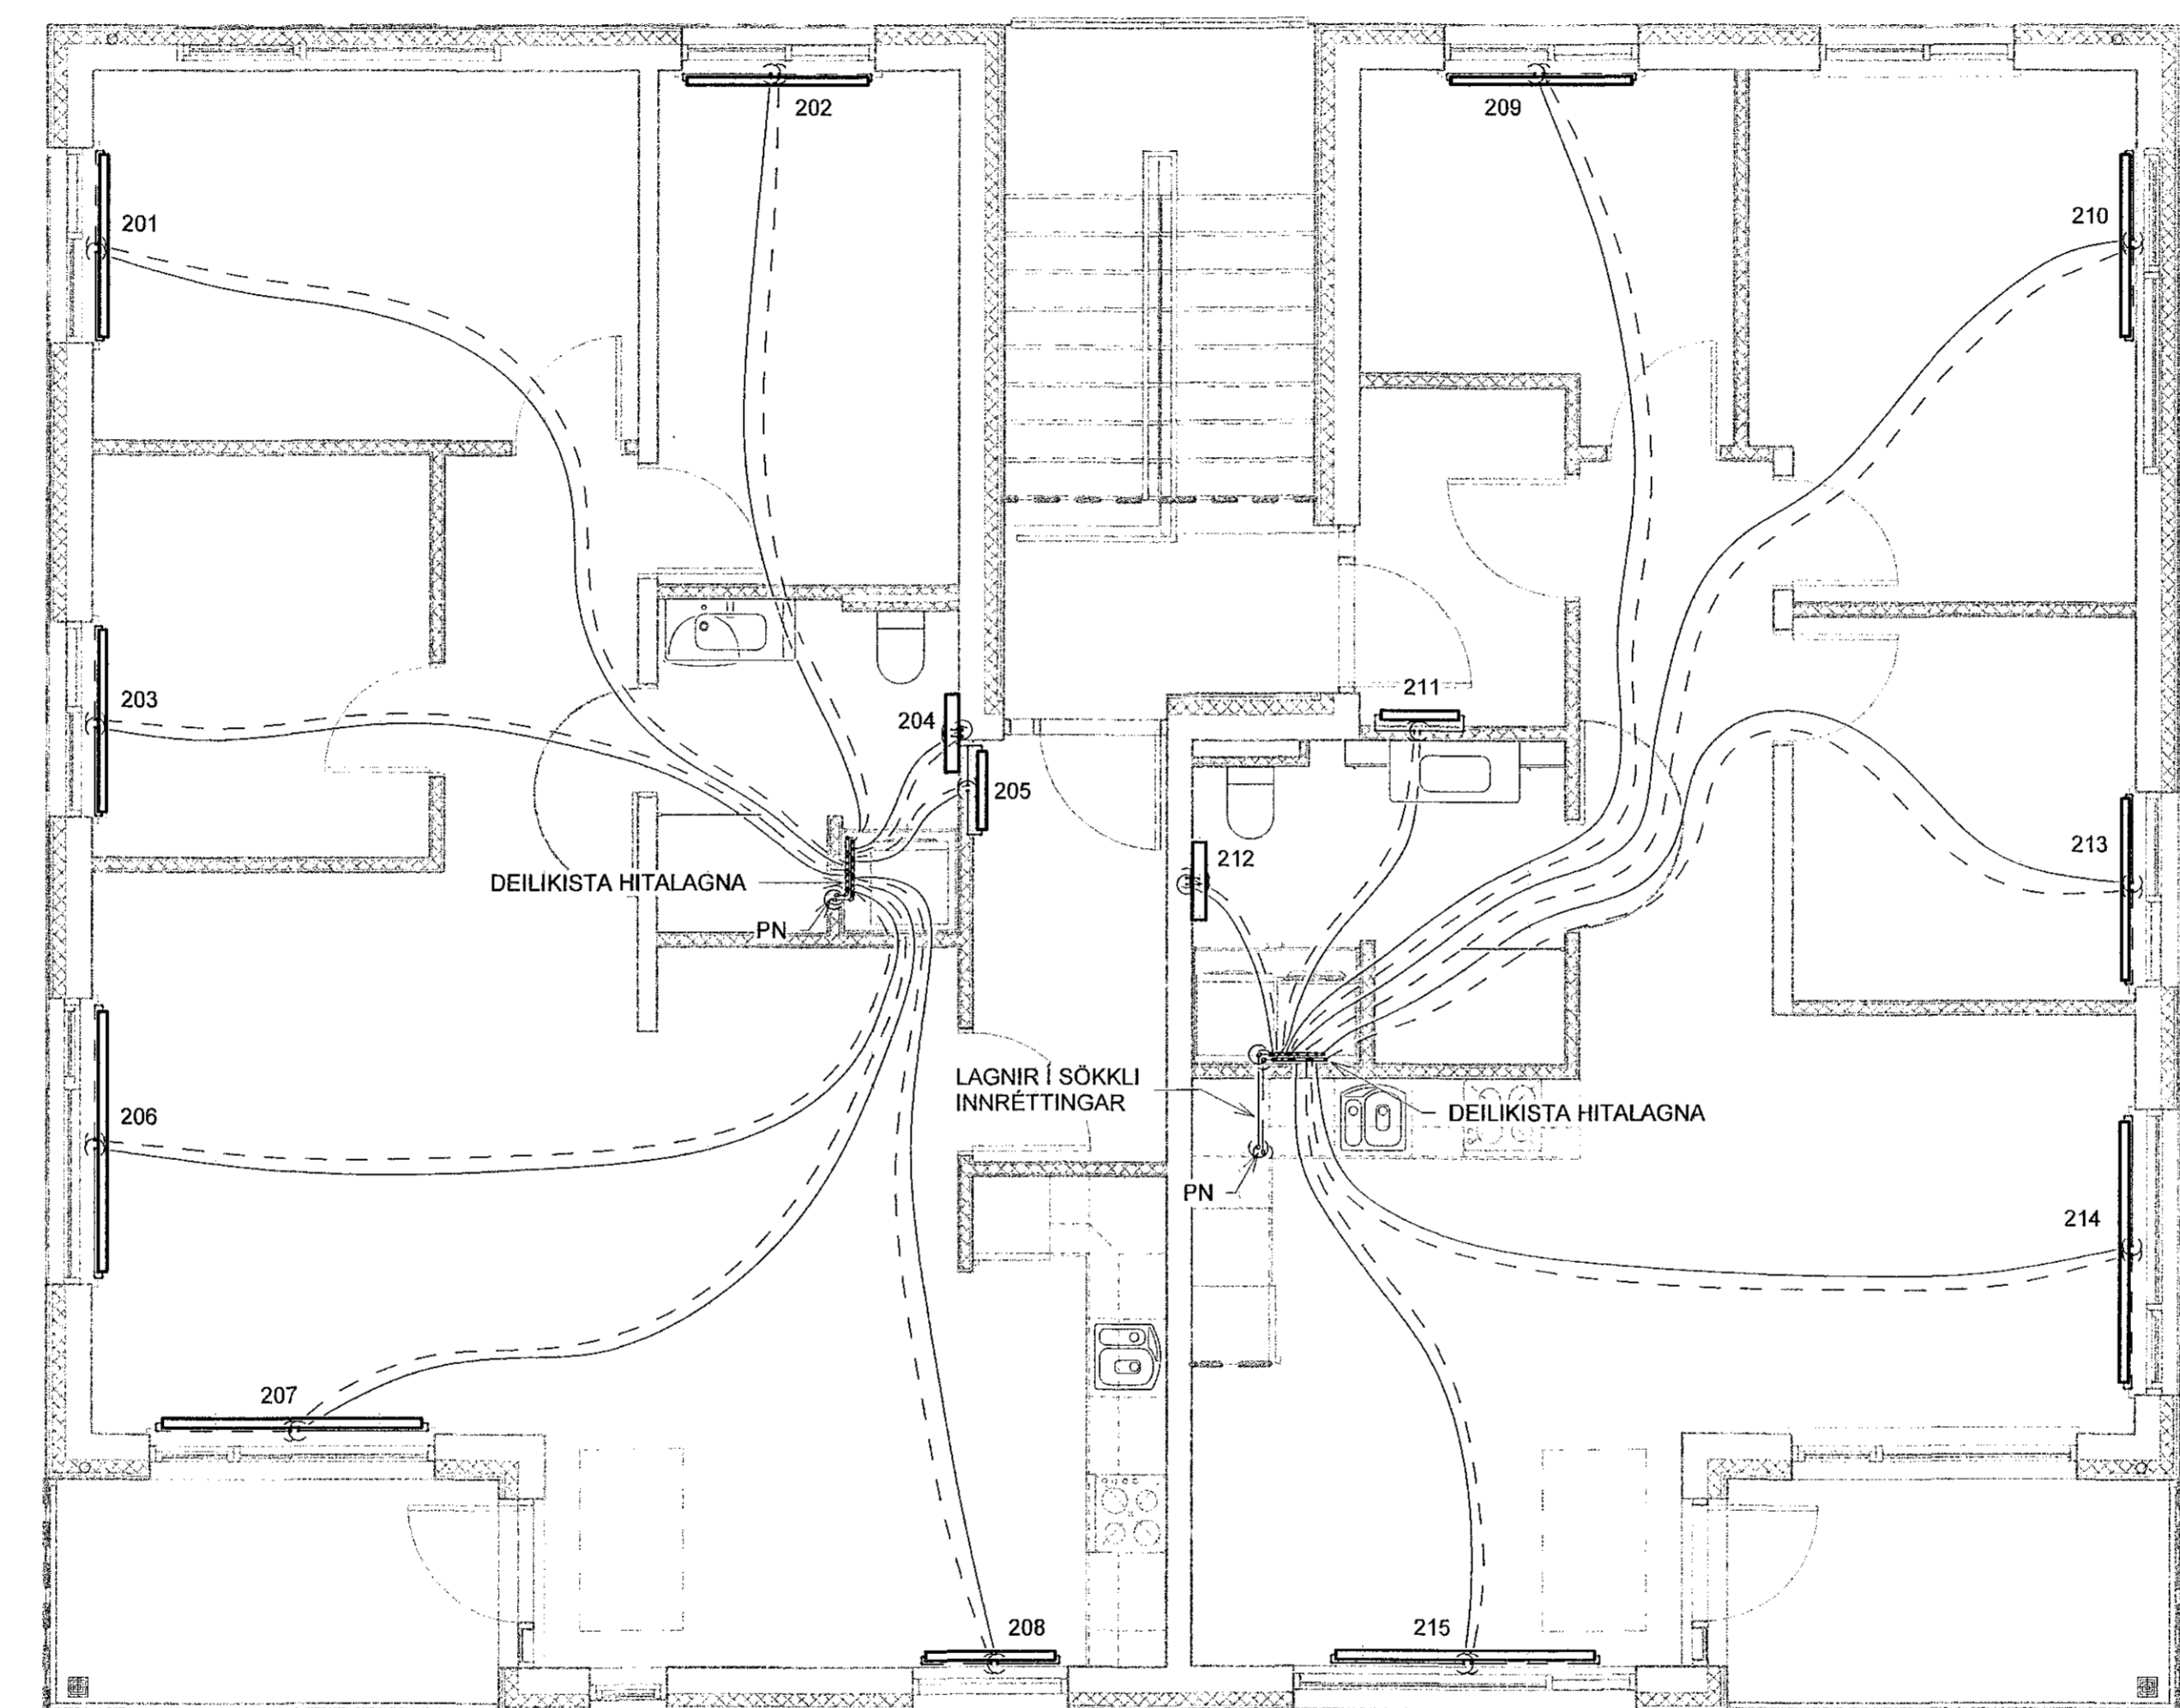 202
209
201
210
203
204
211
205
212
213
DEILIKISTA HITALAGNA
PN
LAGNIR Í SÖKKLI
INNRÉTTINGAR
DEILIKISTA HITALAGNA
206
PN
214
207
208
215